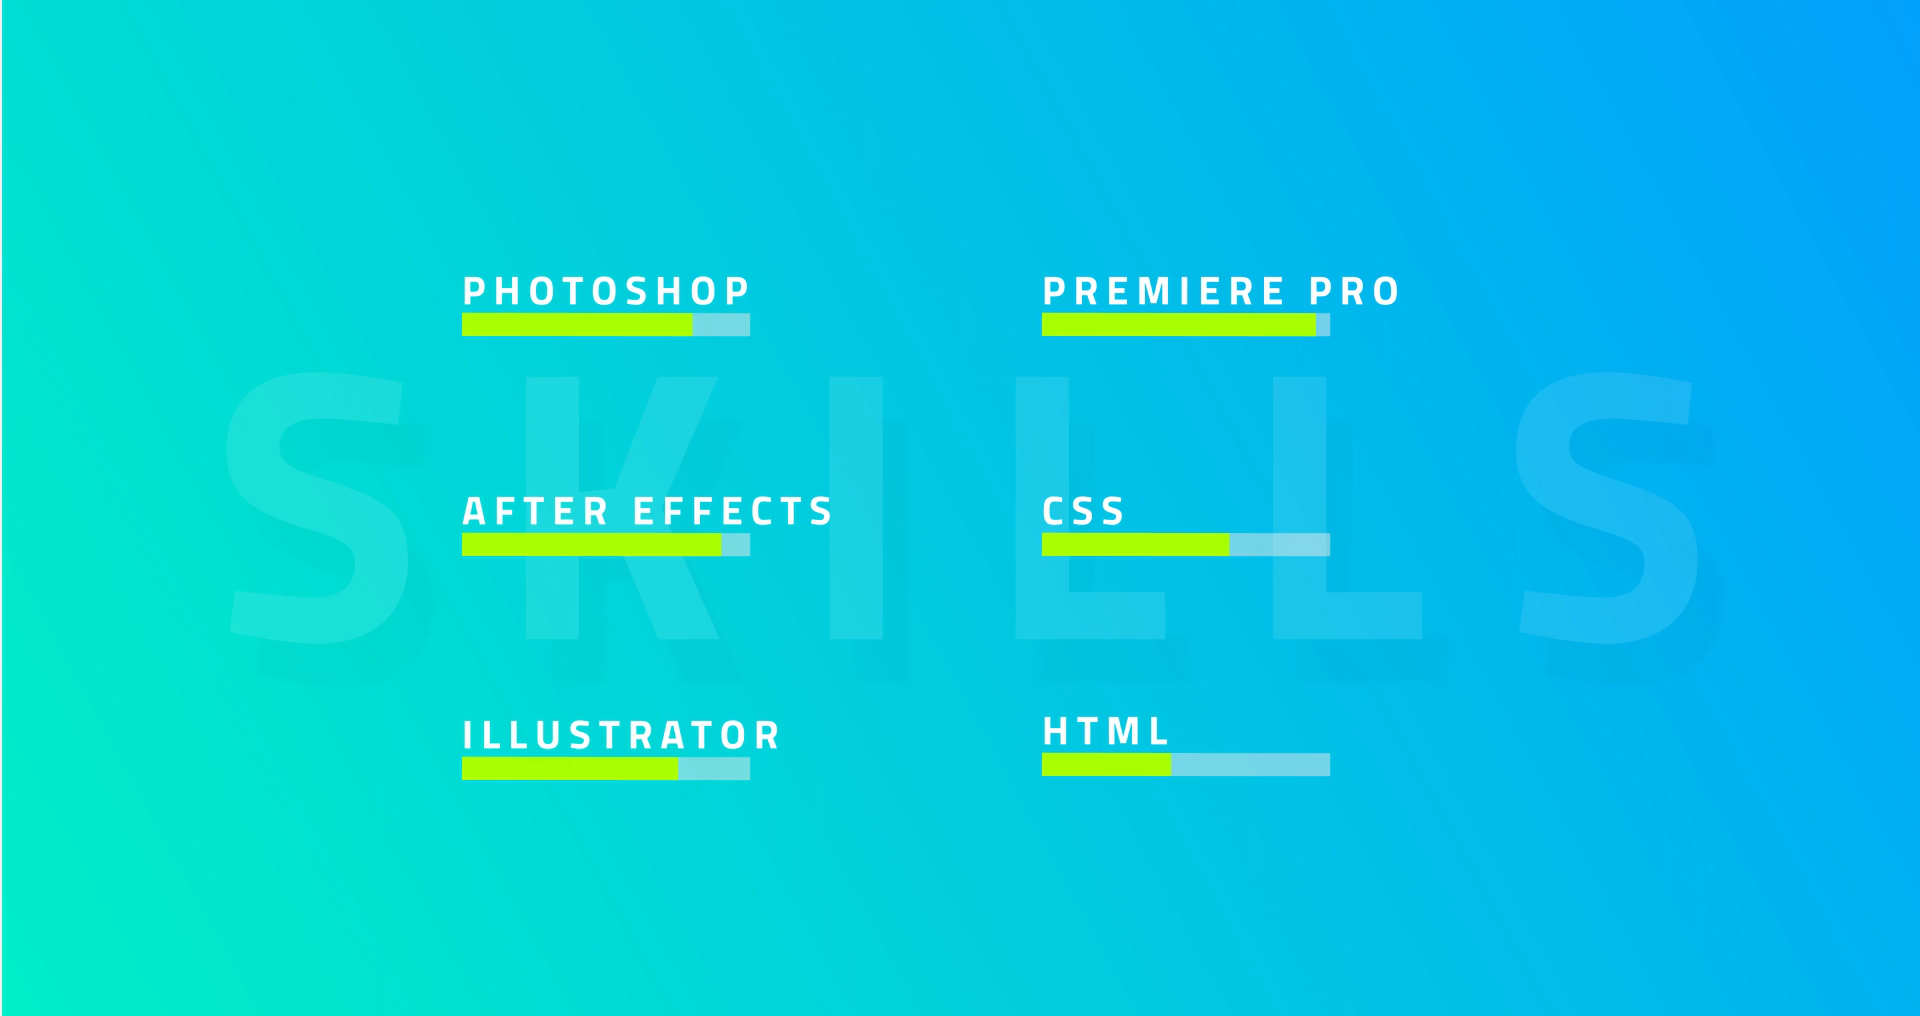 SKILLS
PHOTOSHOP
PREMIERE PRO
AFTER EFFECTS
CSS
ILLUSTRATOR
HTML